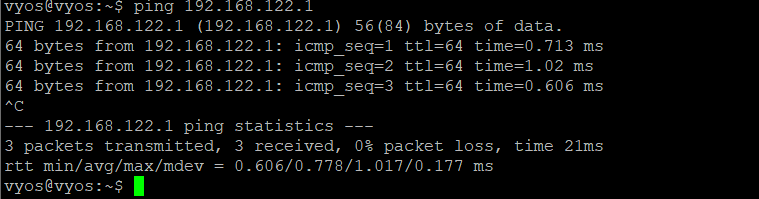 vyos@vyos:~$ ping 192.168.122.1
PING 192.168.122.1 (192.168.122.1) 56(84) bytes of data.
64 bytes from 192.168.122.1: icmp_seq=1 ttl=64 time=0.713 ms
64 bytes from 192.168.122.1: icmp_seq=2 ttl=64 time=1.02 ms
64 bytes from 192.168.122.1: icmp_seq=3 ttl=64 time=0.606 ms
^C
--- 192.168.122.1 ping statistics ---
3 packets transmitted, 3 received, 0% packet loss, time 21ms
rtt min/avg/max/mdev = 0.606/0.778/1.017/0.177 ms
vyos@vyos:~$